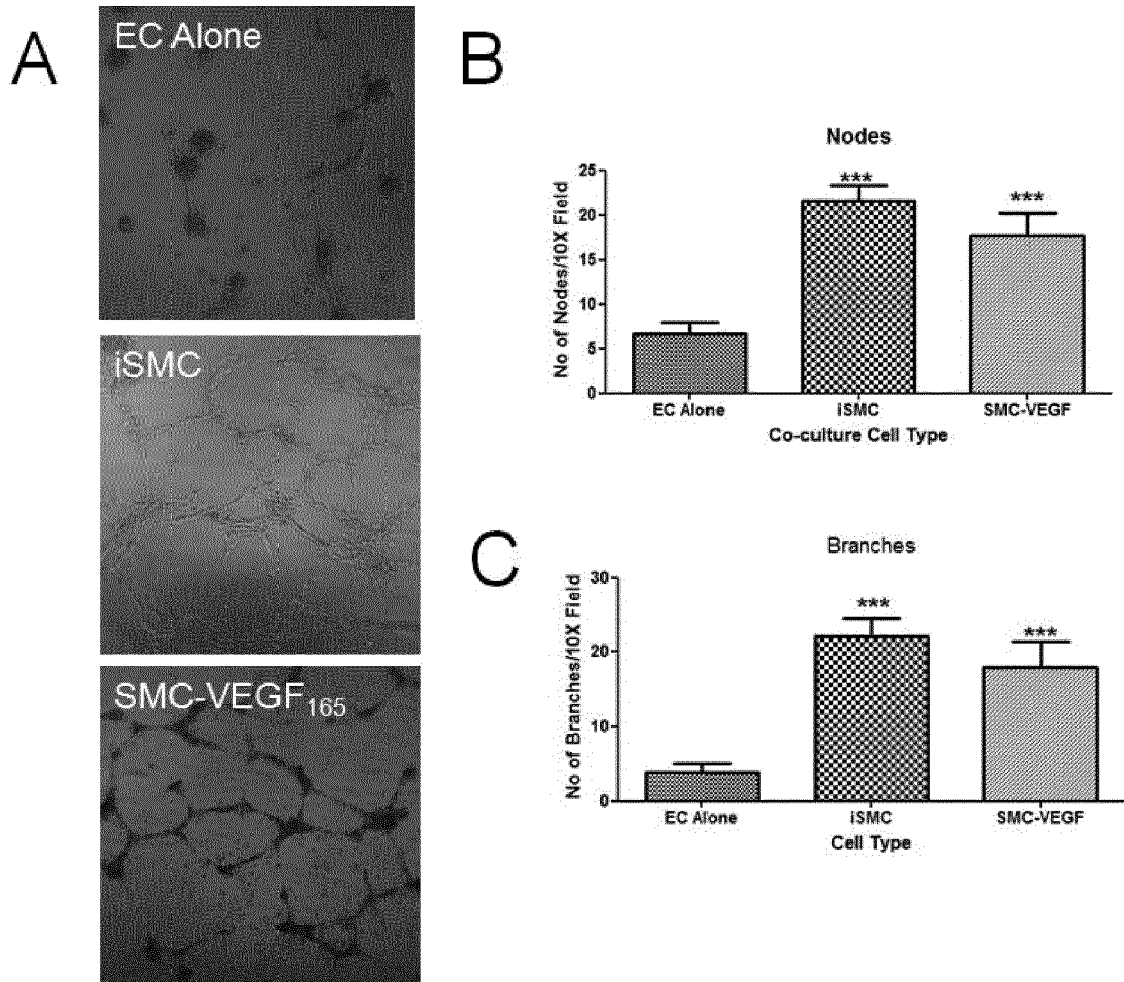 A
EC Alone
iSMC
SMC-VEGF165
B
Nodes
No of Nodes/10X Field
25
20
15
10
5
0
***
***
EC Alone
iSMC
SMC-VEGF
Co-culture Cell Type
C
Branches
No of Branches/10X Field
30
20
10
0
***
***
EC Alone
iSMC
SMC-VEGF
Cell Type